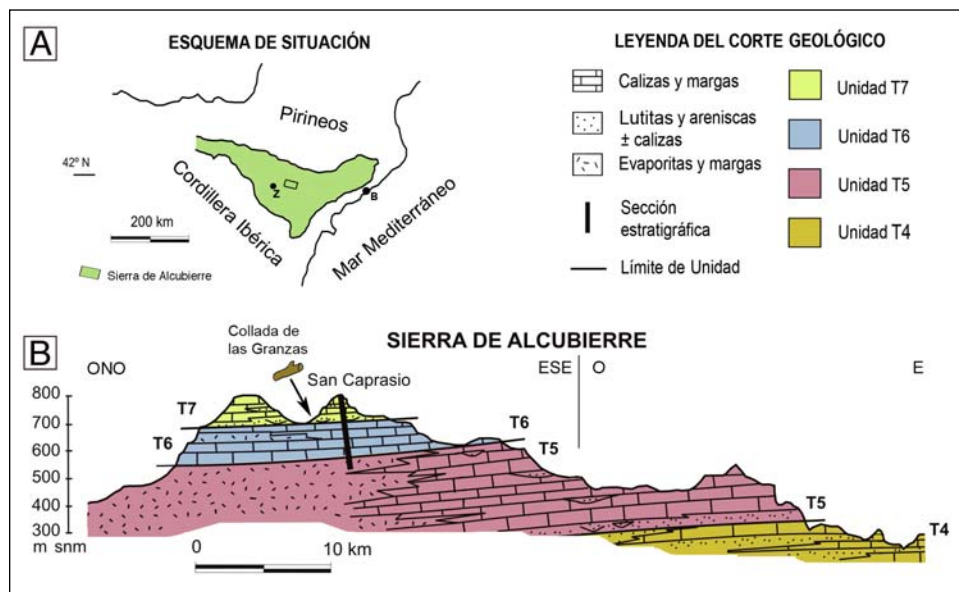 A
ESQUEMA DE SITUACIÓN
Pirineos
42º N
Cordillera Ibérica
Z
B
200 km
Mar Mediterráneo
Sierra de Alcubierre
LEYENDA DEL CORTE GEOLÓGICO
Calizas y margas
Lutitas y areniscas
± calizas
Evaporitas y margas
Sección
estratigráfica
Límite de Unidad
Unidad T7
Unidad T6
Unidad T5
Unidad T4
B
SIERRA DE ALCUBIERRE
Collada de
las Granzas
San Caprasio
ONO
ESE
O
E
800
700
600
500
400
300
m snm
T7
T6
T6
T5
T5
T4
0
10 km